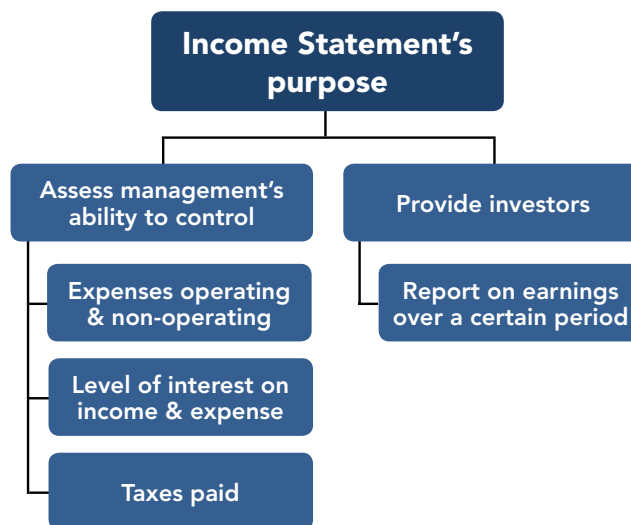 Income Statement's
purpose
Assess management's
ability to control
Provide investors
Expenses operating
& non-operating
Report on earnings
over a certain period
Level of interest on
income & expense
Taxes paid